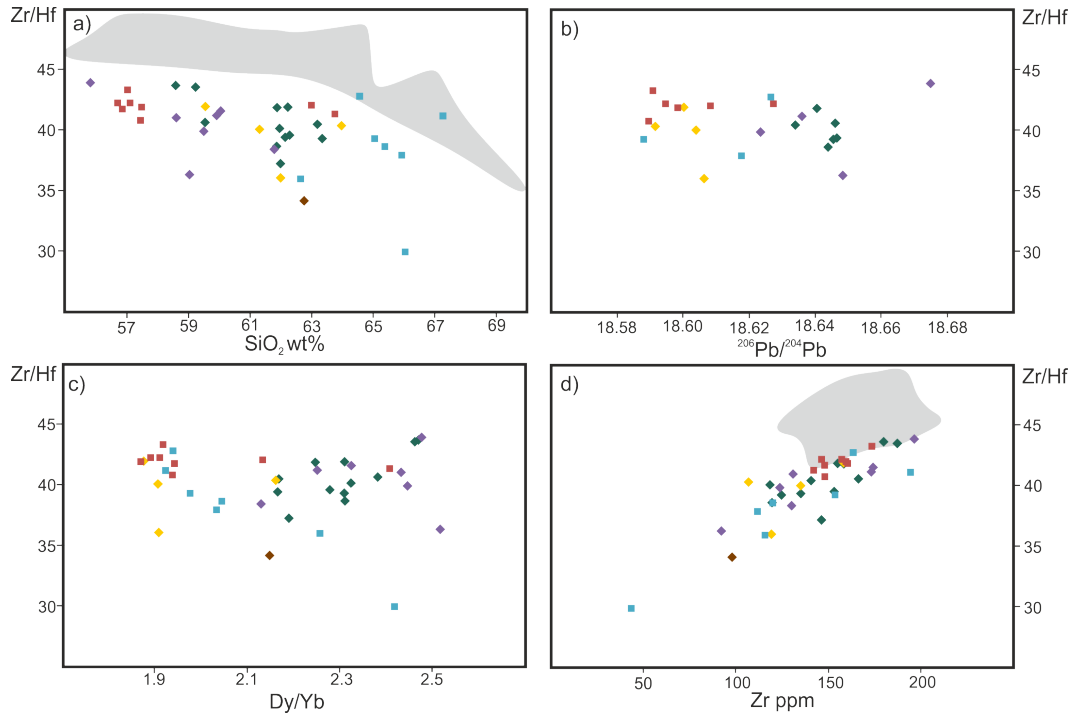 Zr/Hf
a)
45
40
35
30
57 59 61 63 65 67 69
SiO₂ wt%
b)
Zr/Hf
45
40
35
30
18.58 18.60 18.62 18.64 18.66 18.68
²⁰⁶Pb/²⁰⁴Pb
Zr/Hf
c)
45
40
35
30
1.9 2.1 2.3 2.5
Dy/Yb
d)
Zr/Hf
45
40
35
30
50 100 150 200
Zr ppm